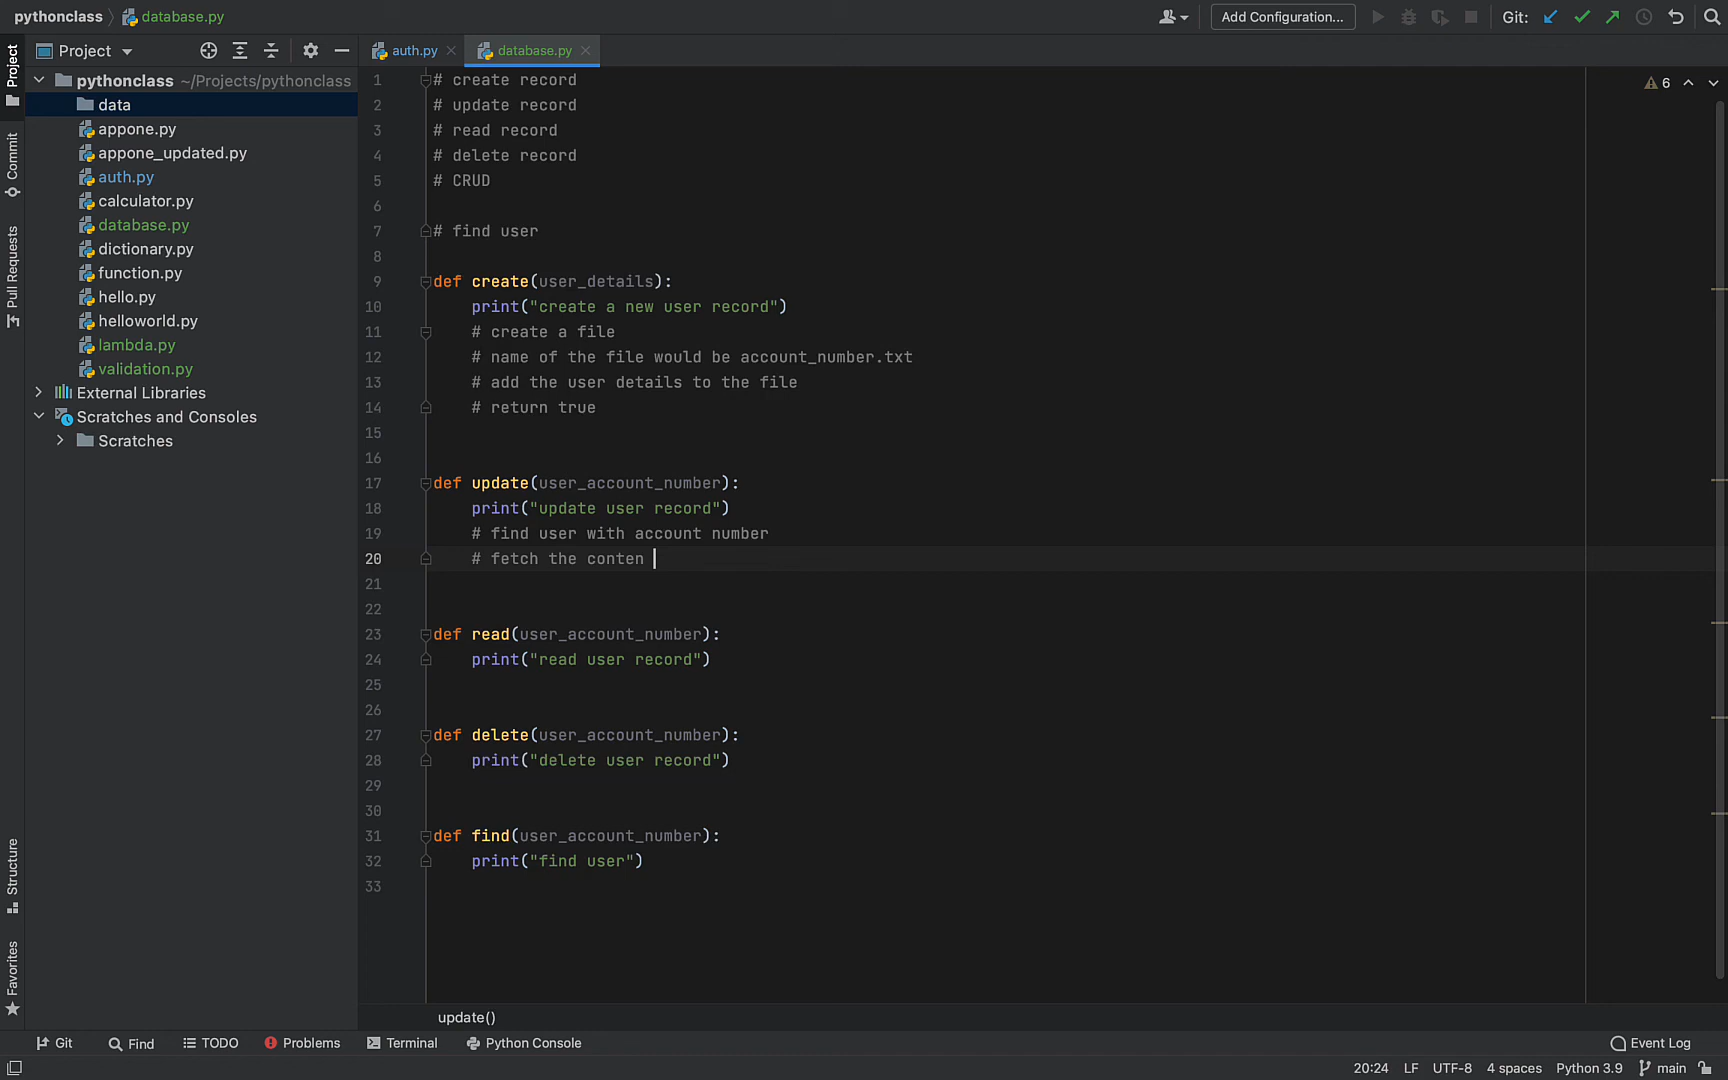 pythonclass database.py
Add Configuration...
Git:
Project
auth.py
database.py
6
Project
Commit
Pull Requests
Structure
Favorites
pythonclass ~/Projects/pythonclass
data
appone.py
appone_updated.py
auth.py
calculator.py
database.py
dictionary.py
function.py
hello.py
helloworld.py
lambda.py
validation.py
External Libraries
Scratches and Consoles
Scratches
1 # create record
2 # update record
3 # read record
4 # delete record
5 # CRUD
6
7 # find user
8
9 def create(user_details):
10 print("create a new user record")
11 # create a file
12 # name of the file would be account_number.txt
13 # add the user details to the file
14 # return true
15
16
17 def update(user_account_number):
18 print("update user record")
19 # find user with account number
20 # fetch the conten
21
22
23 def read(user_account_number):
24 print("read user record")
25
26
27 def delete(user_account_number):
28 print("delete user record")
29
30
31 def find(user_account_number):
32 print("find user")
33
update()
Git
Find
TODO
Problems
Terminal
Python Console
Event Log
20:24 LF UTF-8 4 spaces Python 3.9 main